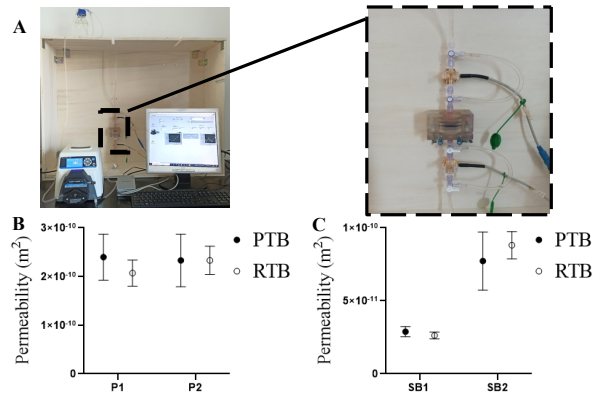 A
B
C
Permeability (m²)
3×10⁻¹⁰
2×10⁻¹⁰
1×10⁻¹⁰
0
P1
P2
PTB
RTB
Permeability (m²)
1×10⁻¹⁰
5×10⁻¹¹
0
SB1
SB2
PTB
RTB